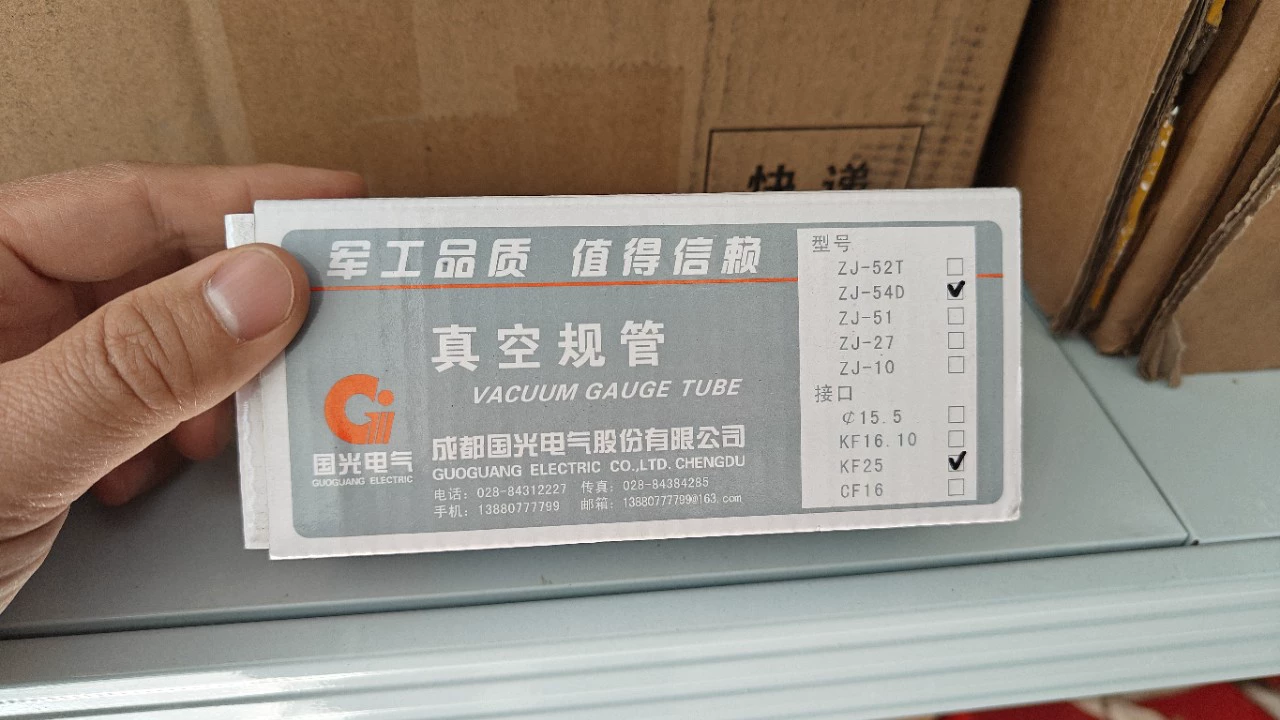 快递
军工品质 值得信赖
真空规管
VACUUM GAUGE TUBE
国光电气
GUOGUANG ELECTRIC
成都国光电气股份有限公司
GUOGUANG ELECTRIC CO.,LTD. CHENGDU
电话: 028-84312227 传真: 028-84384285
手机: 13880777799 邮箱: 13880777799@163.com
型号
ZJ-52T
ZJ-54D
ZJ-51
ZJ-27
ZJ-10
接口
¢15.5
KF16.10
KF25
CF16